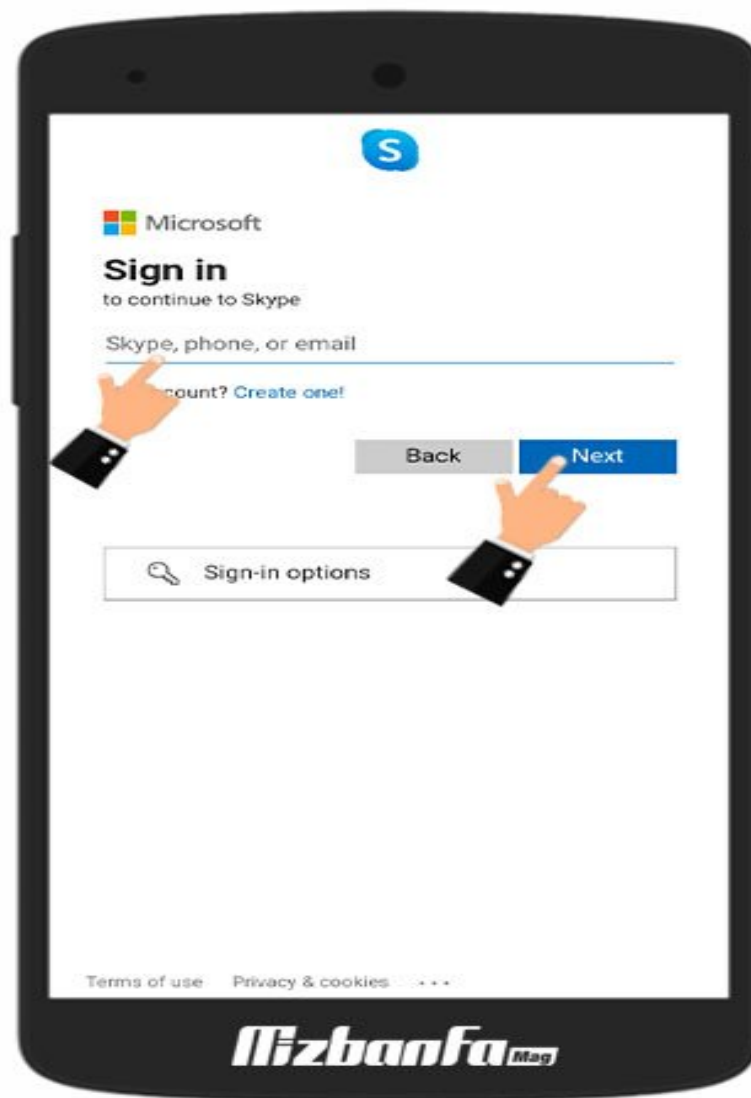 S
Microsoft
Sign in
to continue to Skype
Skype, phone, or email
count? Create one!
Back Next
Sign-in options
Terms of use Privacy & cookies ...
MizbanFa Mag